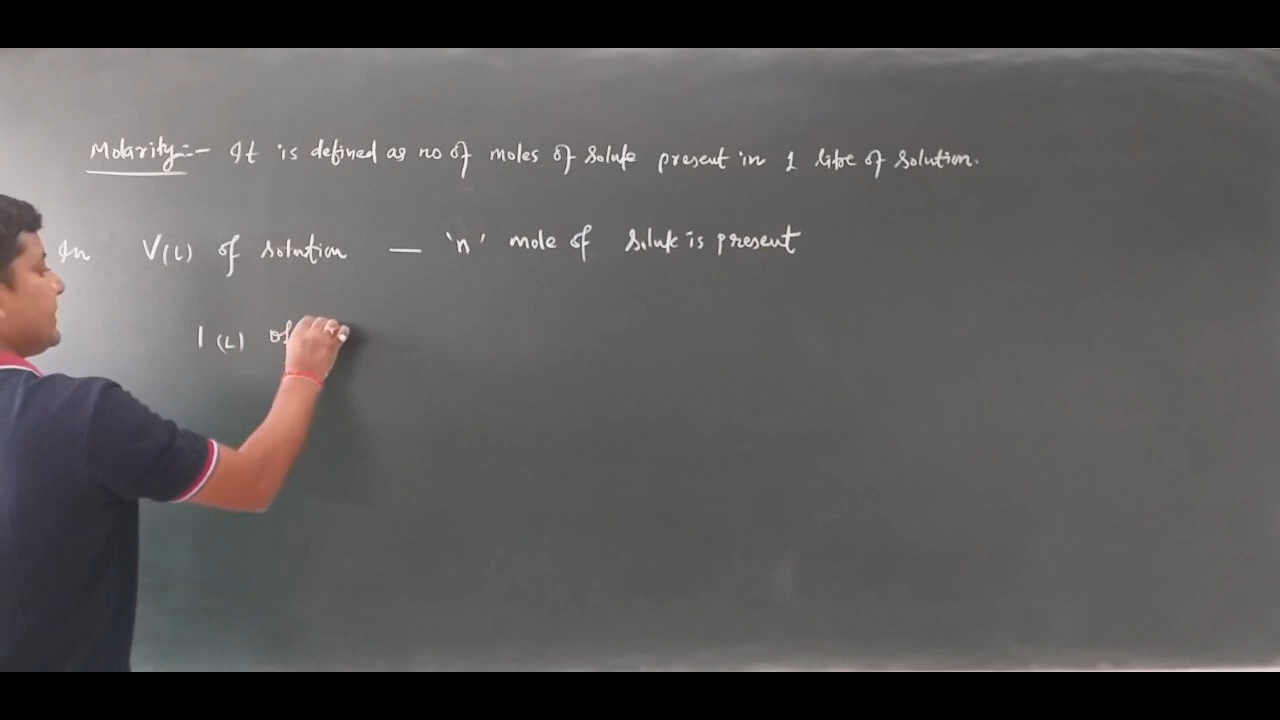 Molarity:- It is defined as no of moles of solute present in 1 litre of solution.
In V(L) of solution — 'n' mole of solute is present
1 (L) of